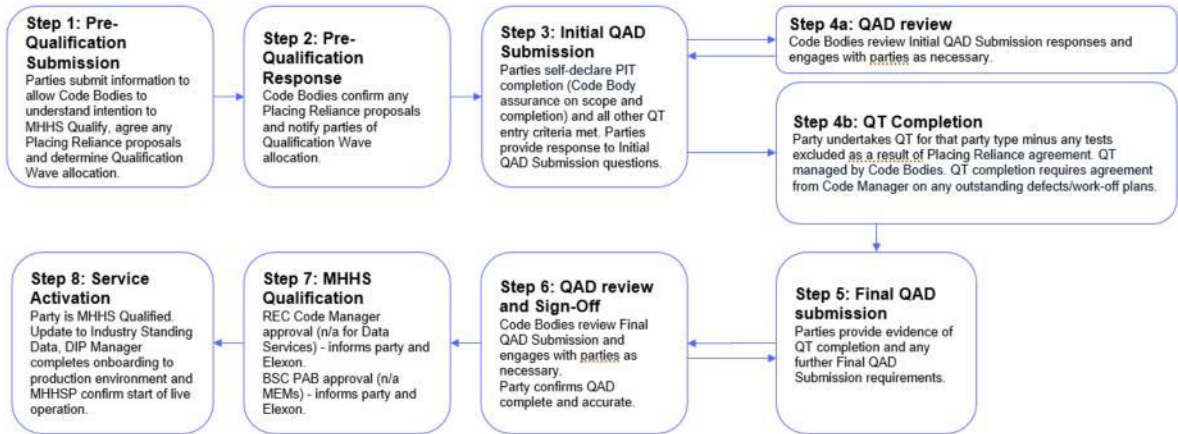 Step 1: Pre-
Qualification
Submission
Parties submit information to
allow Code Bodies to
understand intention to
MHHS Qualify, agree any
Placing Reliance proposals
and determine Qualification
Wave allocation.
Step 2: Pre-
Qualification
Response
Code Bodies confirm any
Placing Reliance proposals
and notify parties of
Qualification Wave
allocation.
Step 3: Initial QAD
Submission
Parties self-declare PIT
completion (Code Body
assurance on scope and
completion) and all other QT
entry criteria met. Parties
provide response to Initial
QAD Submission questions.
Step 4a: QAD review
Code Bodies review Initial QAD Submission responses and
engages with parties as necessary.
Step 4b: QT Completion
Party undertakes QT for that party type minus any tests
excluded as a result of Placing Reliance agreement. QT
managed by Code Bodies. QT completion requires agreement
from Code Manager on any outstanding defects/work-off plans.
Step 5: Final QAD
submission
Parties provide evidence of
QT completion and any
further Final QAD
Submission requirements.
Step 6: QAD review
and Sign-Off
Code Bodies review Final
QAD Submission and
engages with parties as
necessary.
Party confirms QAD
complete and accurate.
Step 7: MHHS
Qualification
REC Code Manager
approval (n/a for Data
Services) - informs party and
Elexon.
BSC PAB approval (n/a
MEMs) - informs party and
Elexon.
Step 8: Service
Activation
Party is MHHS Qualified.
Update to Industry Standing
Data, DIP Manager
completes onboarding to
production environment and
MHHSP confirm start of live
operation.